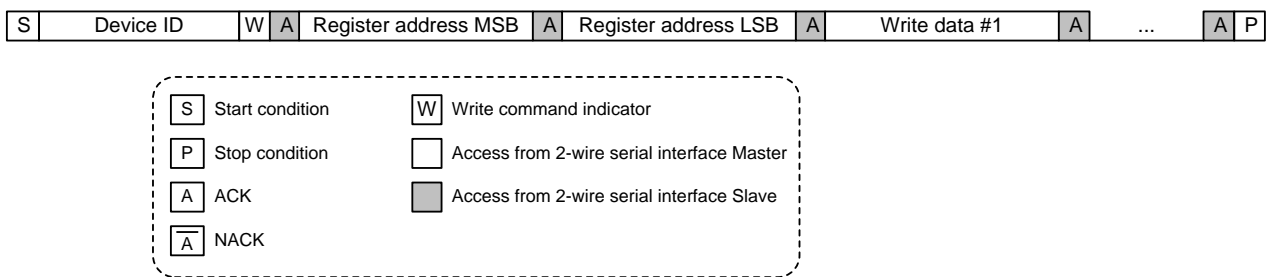 S Device ID W A Register address MSB A Register address LSB A Write data #1 A ... A P
S Start condition W Write command indicator
P Stop condition Access from 2-wire serial interface Master
A ACK Access from 2-wire serial interface Slave
A̅ NACK